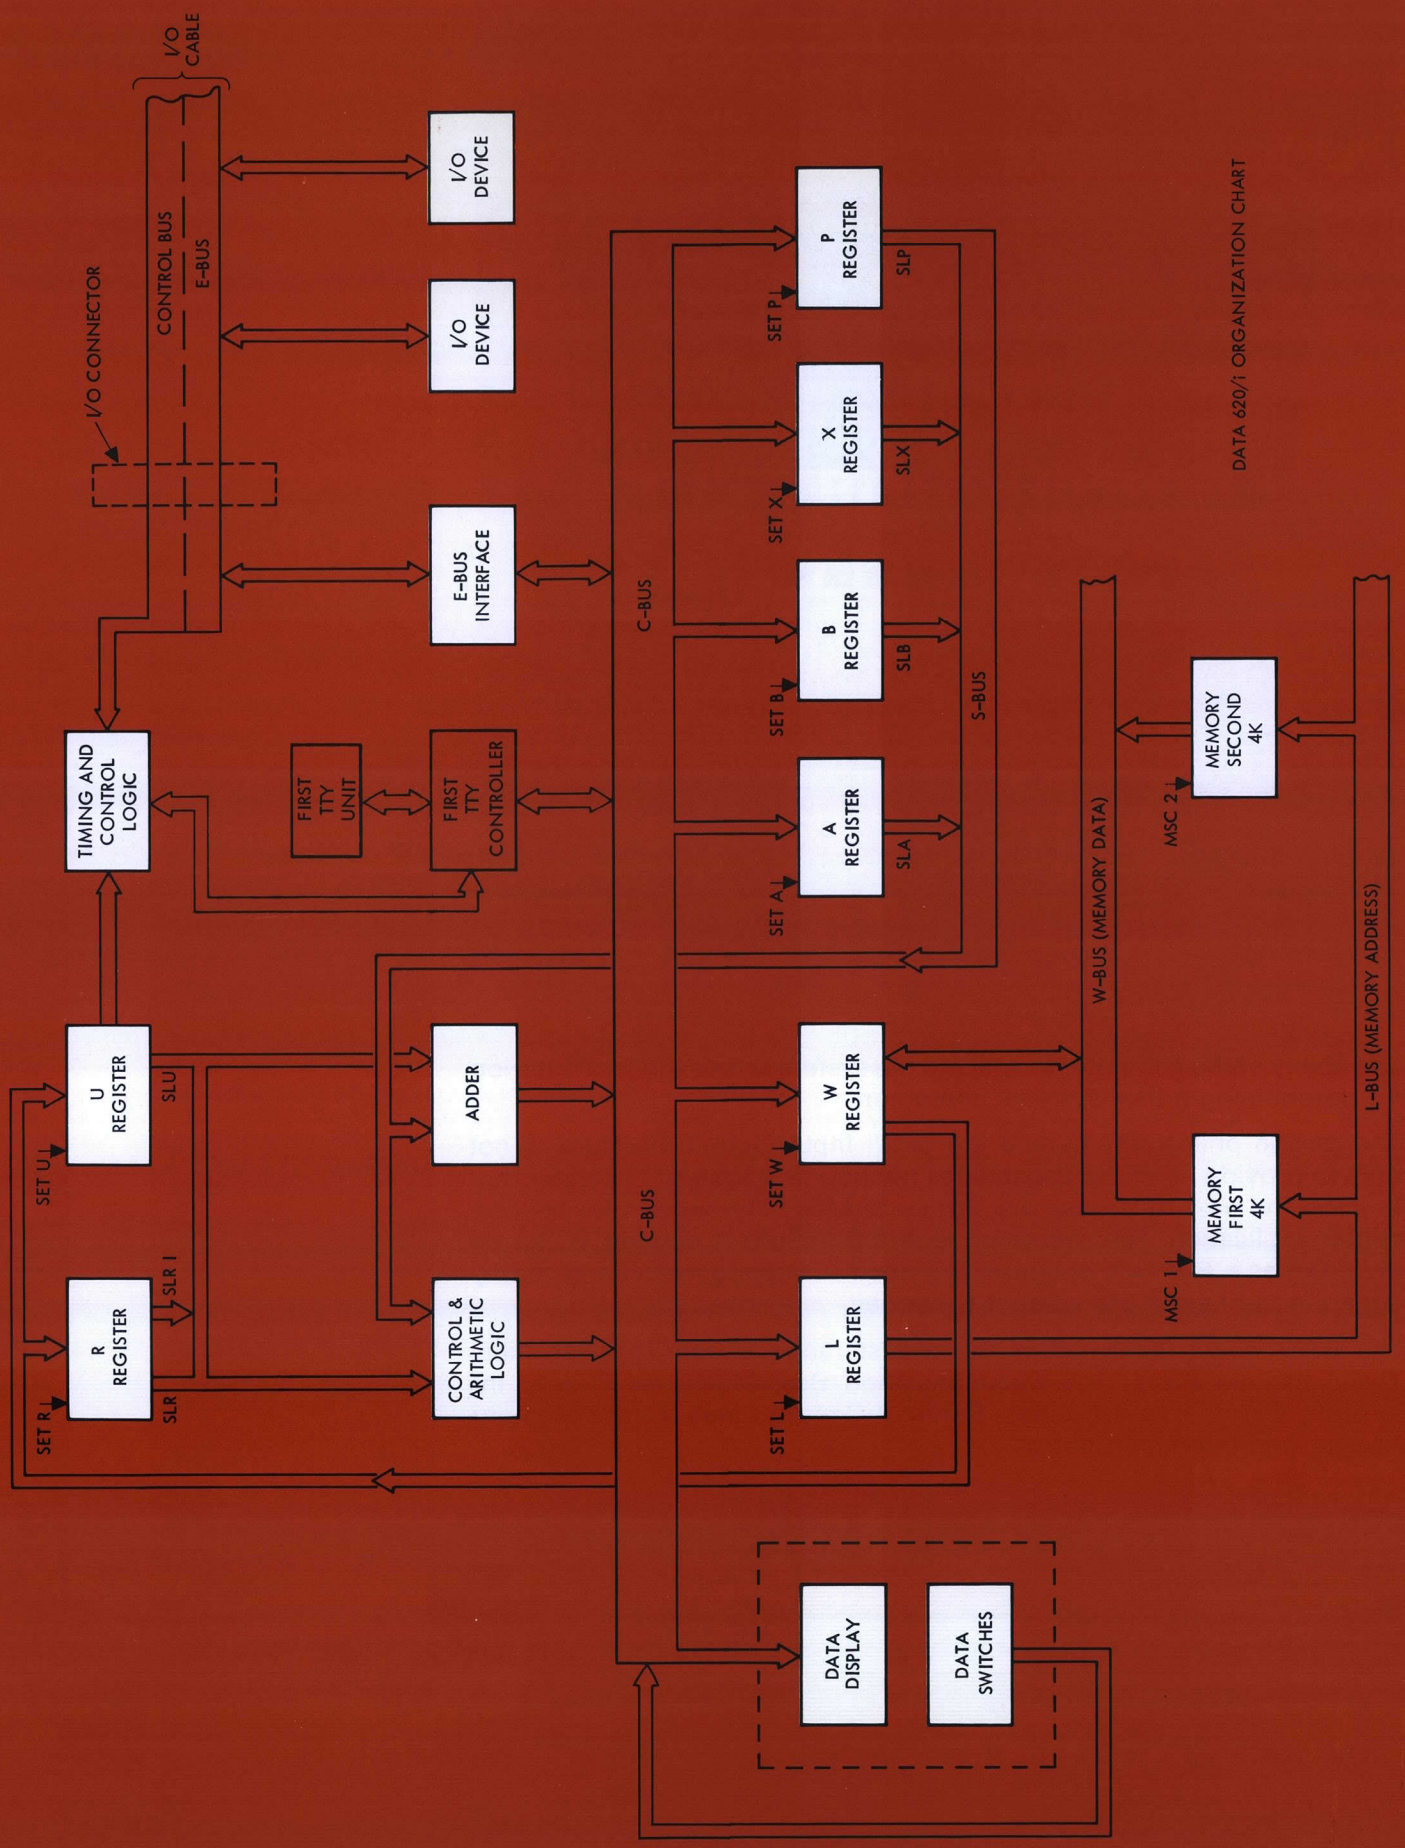 I/O
CABLE
I/O CONNECTOR
CONTROL BUS
E-BUS
TIMING AND
CONTROL
LOGIC
SET U
U
REGISTER
SLU
SET R
R
REGISTER
SLR
SLR I
FIRST
TTY
UNIT
FIRST
TTY
CONTROLLER
E-BUS
INTERFACE
I/O
DEVICE
I/O
DEVICE
CONTROL &
ARITHMETIC
LOGIC
ADDER
C-BUS
C-BUS
DATA
DISPLAY
DATA
SWITCHES
SET L
L
REGISTER
SET W
W
REGISTER
SET A
A
REGISTER
SLA
SET B
B
REGISTER
SLB
SET X
X
REGISTER
SLX
SET P
P
REGISTER
SLP
S-BUS
W-BUS (MEMORY DATA)
MSC 1
MEMORY
FIRST
4K
MSC 2
MEMORY
SECOND
4K
L-BUS (MEMORY ADDRESS)
DATA 620/i ORGANIZATION CHART